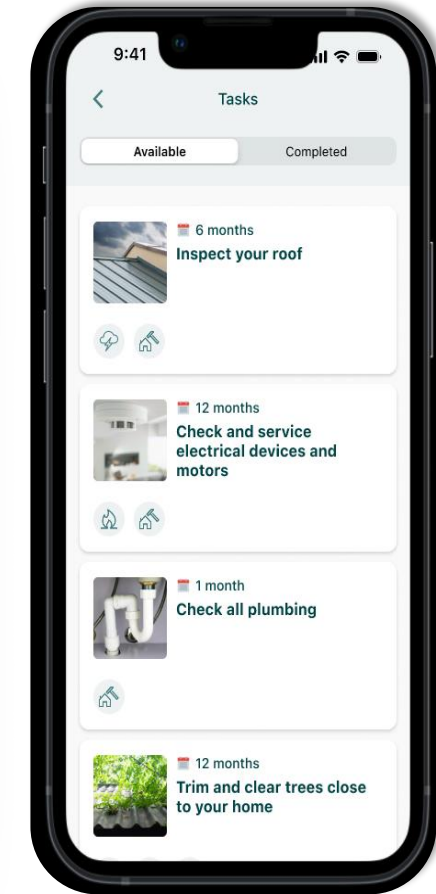 9:41
Tasks
Available Completed
6 months
Inspect your roof
12 months
Check and service
electrical devices and
motors
1 month
Check all plumbing
12 months
Trim and clear trees close
to your home